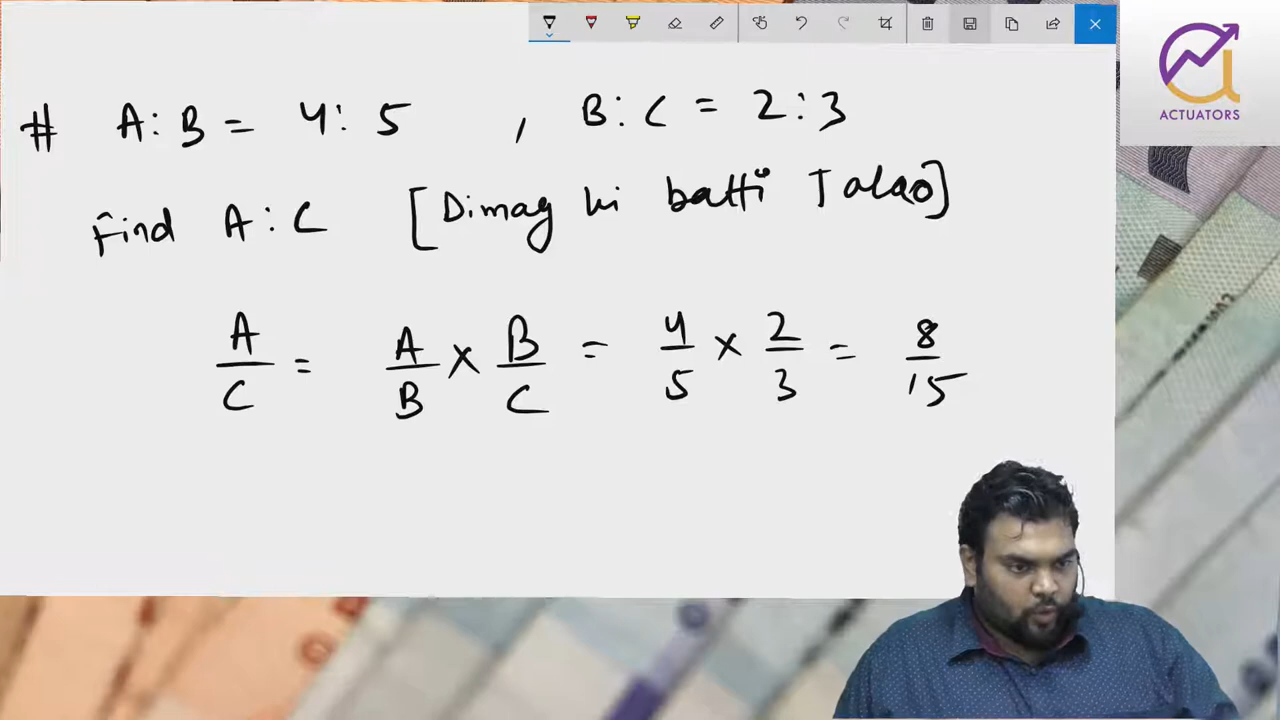 # A : B = 4 : 5 , B : C = 2 : 3
Find A : C [Dimag ki batti Jalao]
A/C = A/B × B/C = 4/5 × 2/3 = 8/15
ACTUATORS